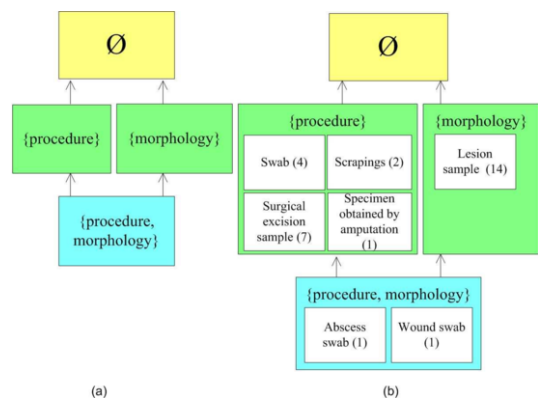 Ø
{procedure}
{morphology}
{procedure,
morphology}
(a)
Ø
{procedure}
Swab (4)
Scrapings (2)
Surgical
excision
sample (7)
Specimen
obtained by
amputation
(1)
{morphology}
Lesion
sample (14)
{procedure, morphology}
Abscess
swab (1)
Wound swab
(1)
(b)